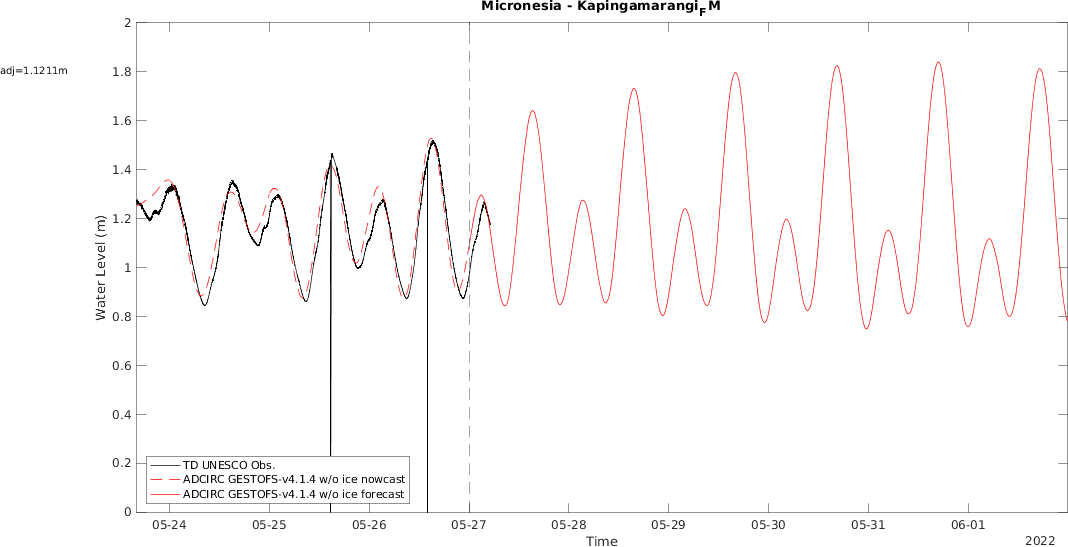 Micronesia - Kapingamarangi_FM
adj=1.1211m
Water Level (m)
2
1.8
1.6
1.4
1.2
1
0.8
0.6
0.4
0.2
0
TD UNESCO Obs.
ADCIRC GESTOFS-v4.1.4 w/o ice nowcast
ADCIRC GESTOFS-v4.1.4 w/o ice forecast
05-24 05-25 05-26 05-27 05-28 05-29 05-30 05-31 06-01
Time
2022